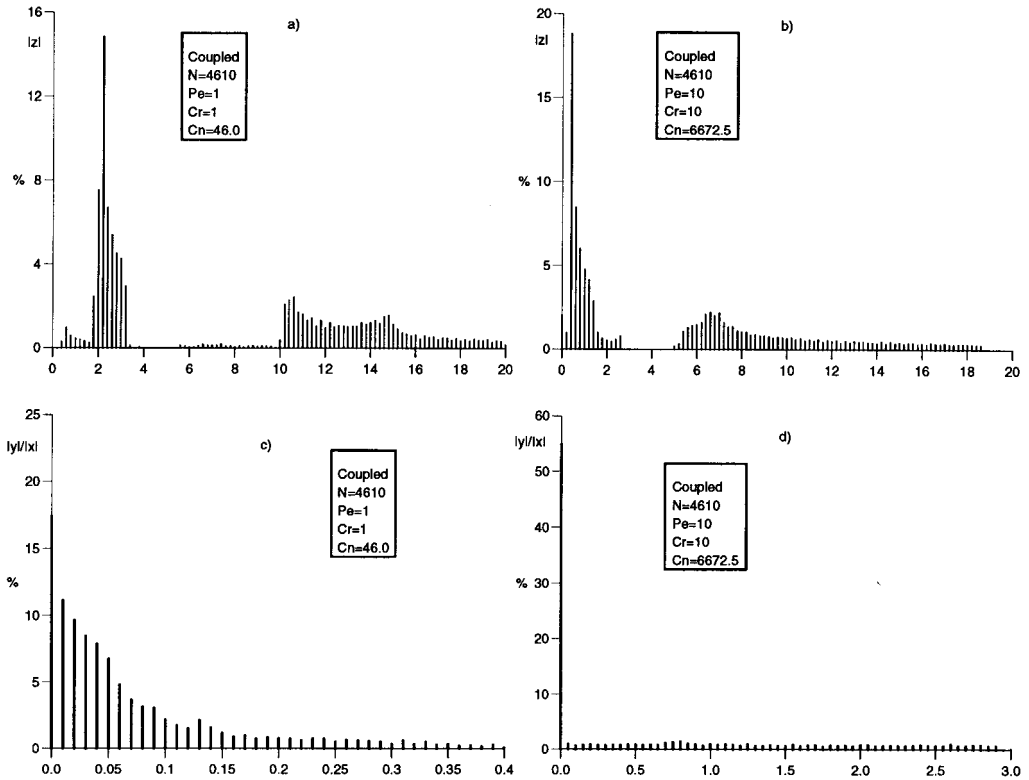 a)
16
|z|
12
%
8
4
0
0 2 4 6 8 10 12 14 16 18 20
Coupled
N=4610
Pe=1
Cr=1
Cn=46.0
b)
20
|z|
15
% 10
5
0
0 2 4 6 8 10 12 14 16 18 20
Coupled
N=4610
Pe=10
Cr=10
Cn=6672.5
c)
25
|y|/|x|
20
15
%
10
5
0
0.0 0.05 0.10 0.15 0.20 0.25 0.30 0.35 0.4
Coupled
N=4610
Pe=1
Cr=1
Cn=46.0
d)
60
|y|/|x|
50
40
% 30
20
10
0
0.0 0.5 1.0 1.5 2.0 2.5 3.0
Coupled
N=4610
Pe=10
Cr=10
Cn=6672.5